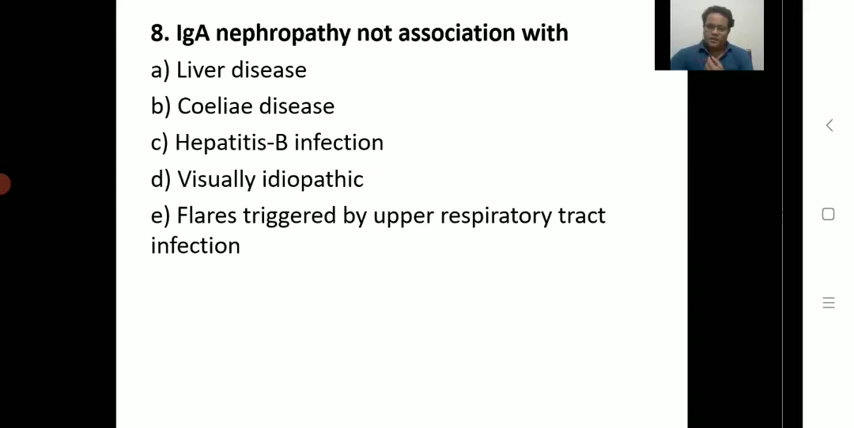 8. IgA nephropathy not association with
a) Liver disease
b) Coeliae disease
c) Hepatitis-B infection
d) Visually idiopathic
e) Flares triggered by upper respiratory tract
infection